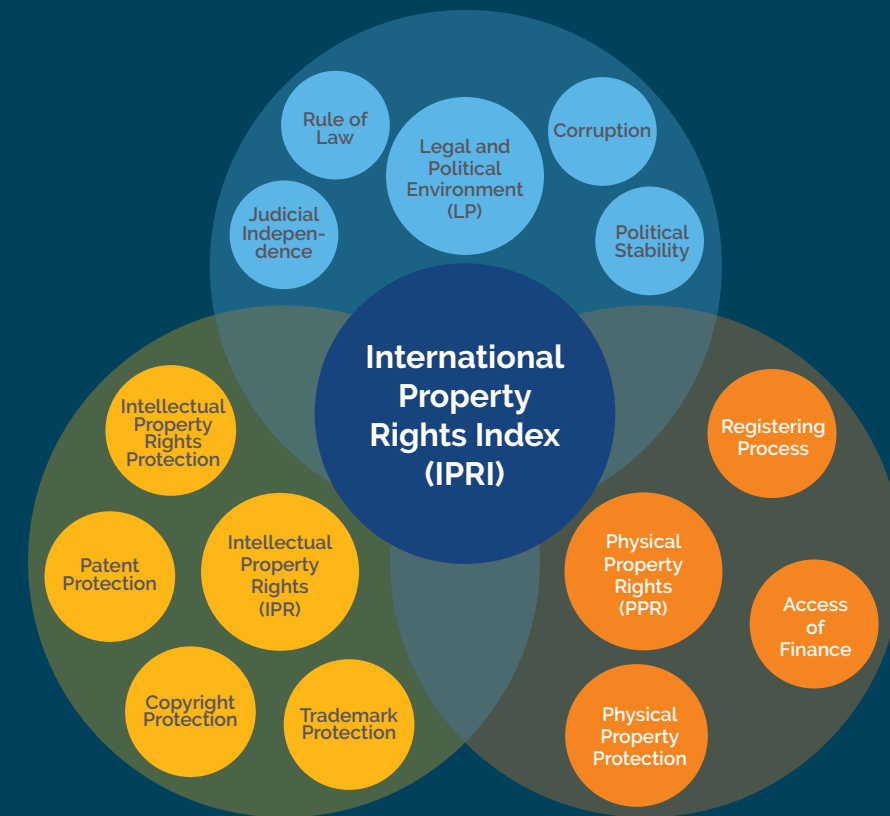 Rule of
Law
Legal and
Political
Environment
(LP)
Corruption
Judicial
Indepen-
dence
Political
Stability
International
Property
Rights Index
(IPRI)
Intellectual
Property
Rights
Protection
Registering
Process
Patent
Protection
Intellectual
Property
Rights
(IPR)
Physical
Property
Rights
(PPR)
Access
of
Finance
Copyright
Protection
Trademark
Protection
Physical
Property
Protection